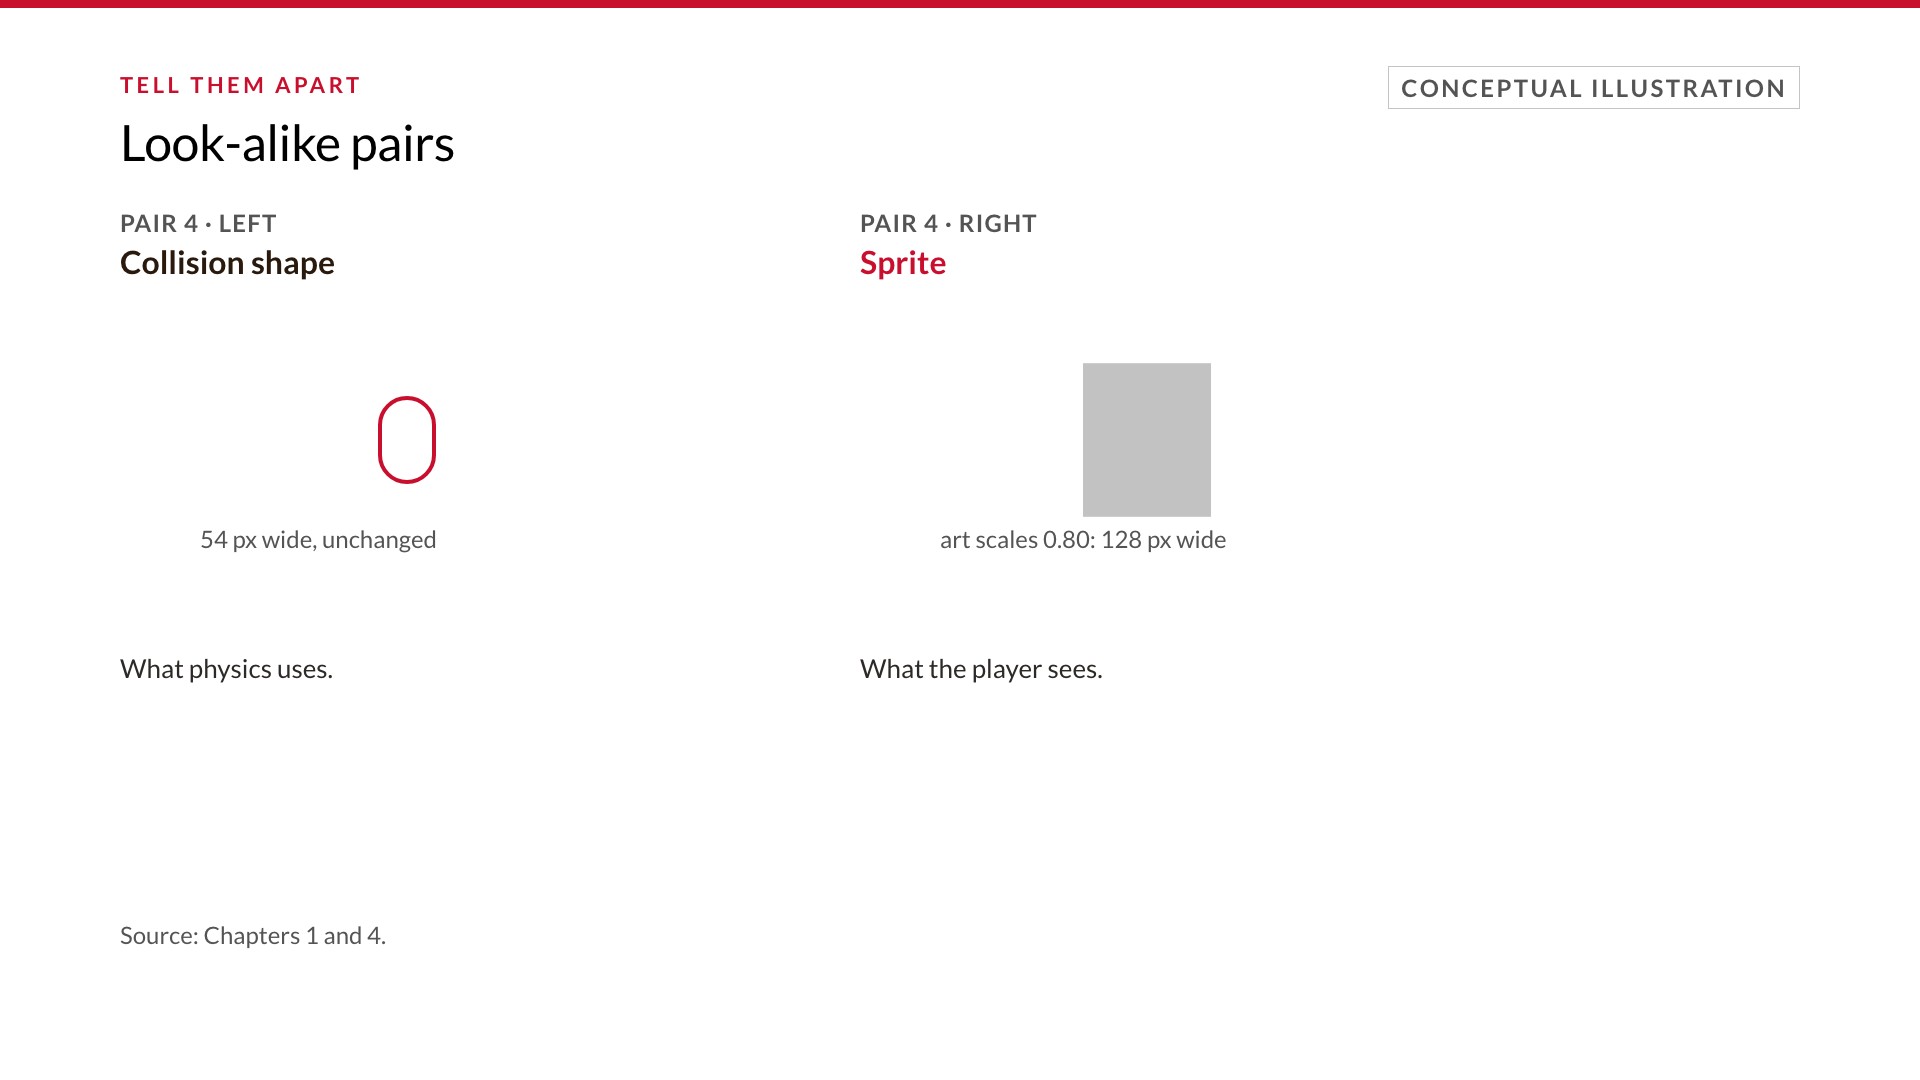 TELL THEM APART
CONCEPTUAL ILLUSTRATION
Look-alike pairs
PAIR 4 · LEFT
Collision shape
PAIR 4 · RIGHT
Sprite
54 px wide, unchanged
art scales 0.80: 128 px wide
What physics uses.
What the player sees.
Source: Chapters 1 and 4.